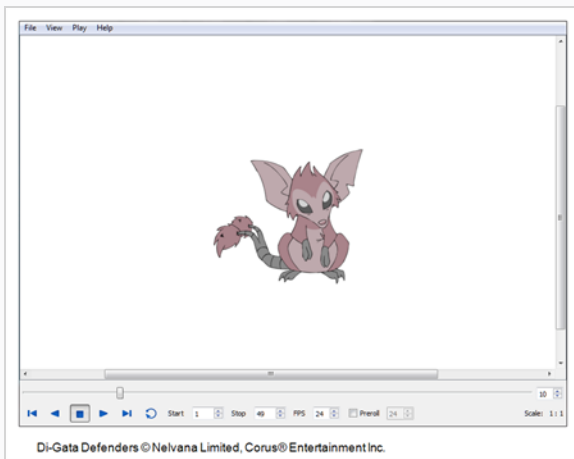 File View Play Help
10
Start 1 Stop 49 FPS 24 Preroll 24 Scale: 1:1
Di-Gata Defenders © Nelvana Limited, Corus® Entertainment Inc.